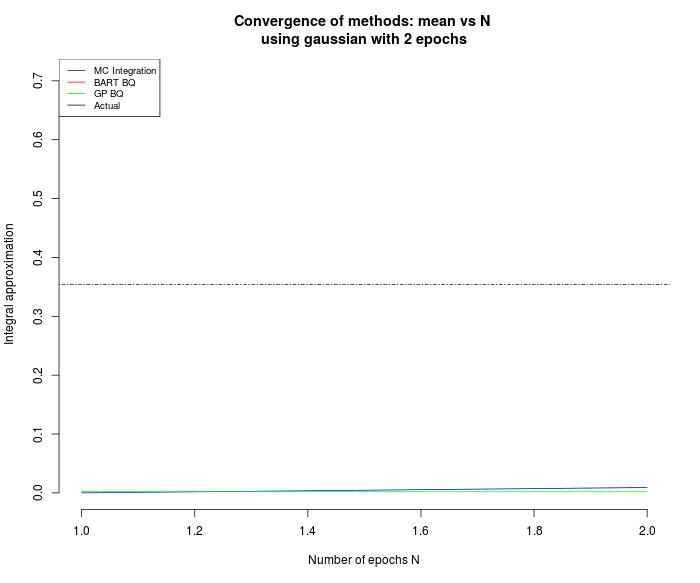 Convergence of methods: mean vs N
using gaussian with 2 epochs
MC Integration
BART BQ
GP BQ
Actual
Integral approximation
0.7
0.6
0.5
0.4
0.3
0.2
0.1
0.0
1.0 1.2 1.4 1.6 1.8 2.0
Number of epochs N